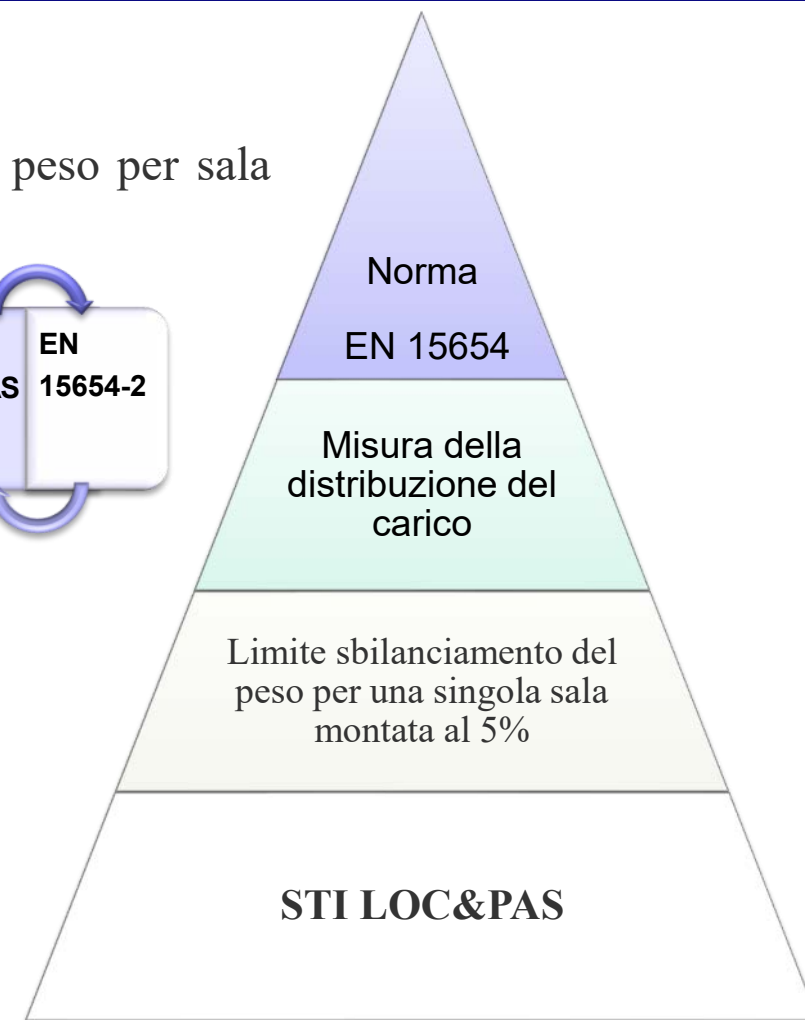 peso per sala
Norma
EN 15654
EN
AS 15654-2
Misura della
distribuzione del
carico
Limite sbilanciamento del
peso per una singola sala
montata al 5%
STI LOC&PAS